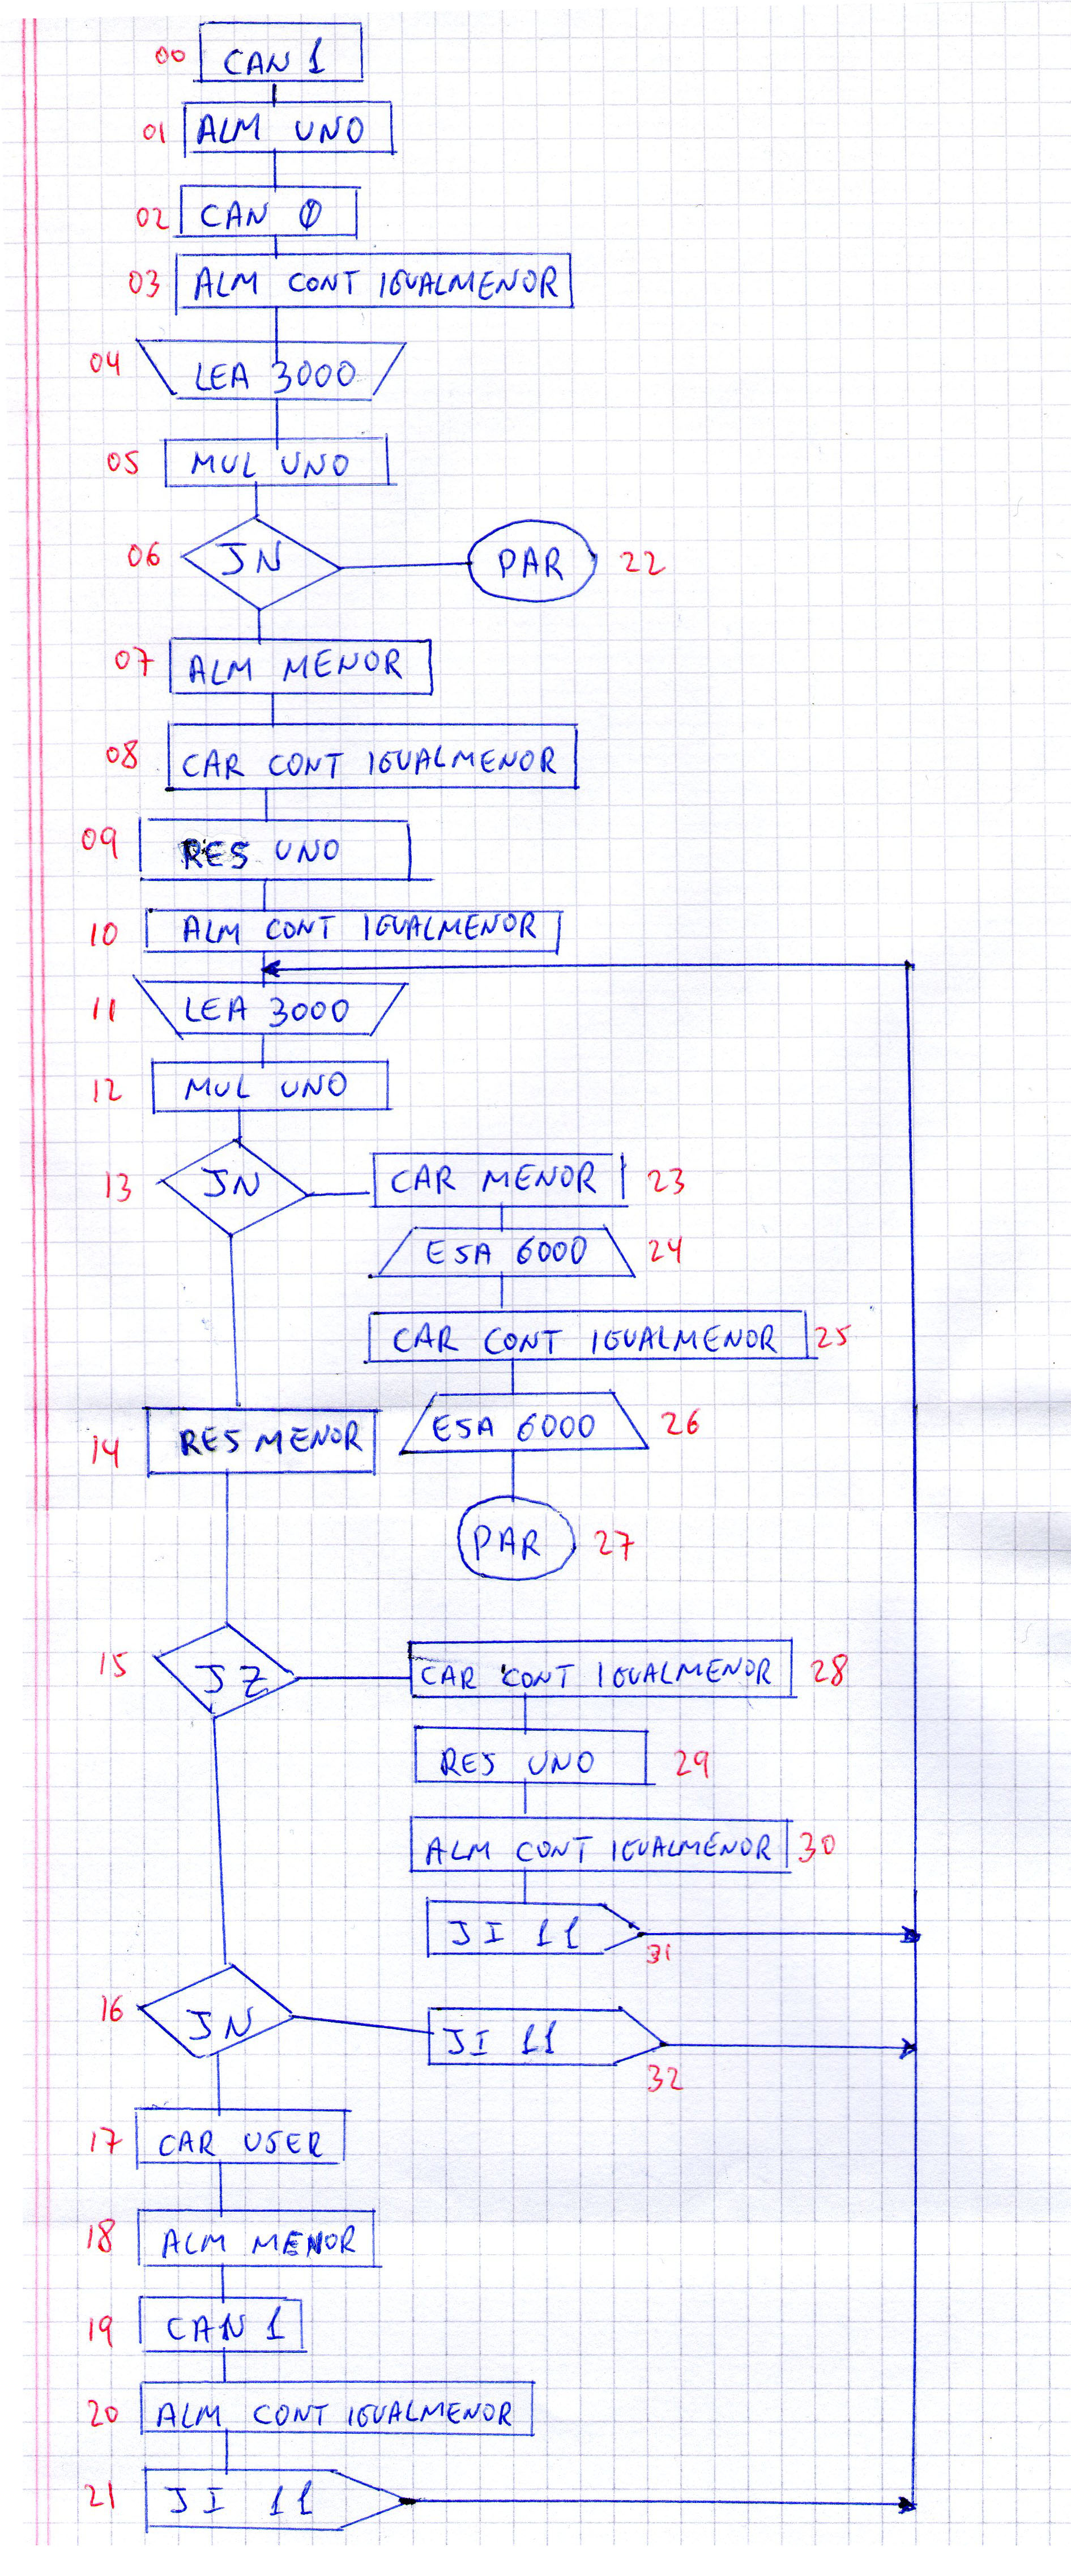 00 CAN 1
01 ALM UNO
02 CAN 0
03 ALM CONT IGUALMENOR
04 LEA 3000
05 MUL UNO
06 JN PAR 22
07 ALM MENOR
08 CAR CONT IGUALMENOR
09 RES UNO
10 ALM CONT IGUALMENOR
11 LEA 3000
12 MUL UNO
13 JN CAR MENOR 23
ESA 6000 24
CAR CONT IGUALMENOR 25
ESA 6000 26
14 RES MENOR
PAR 27
15 JZ CAR CONT IGUALMENOR 28
RES UNO 29
ALM CONT IGUALMENOR 30
JI 11 31
16 JN JI 11 32
17 CAR USER
18 ALM MENOR
19 CAN 1
20 ALM CONT IGUALMENOR
21 JI 11